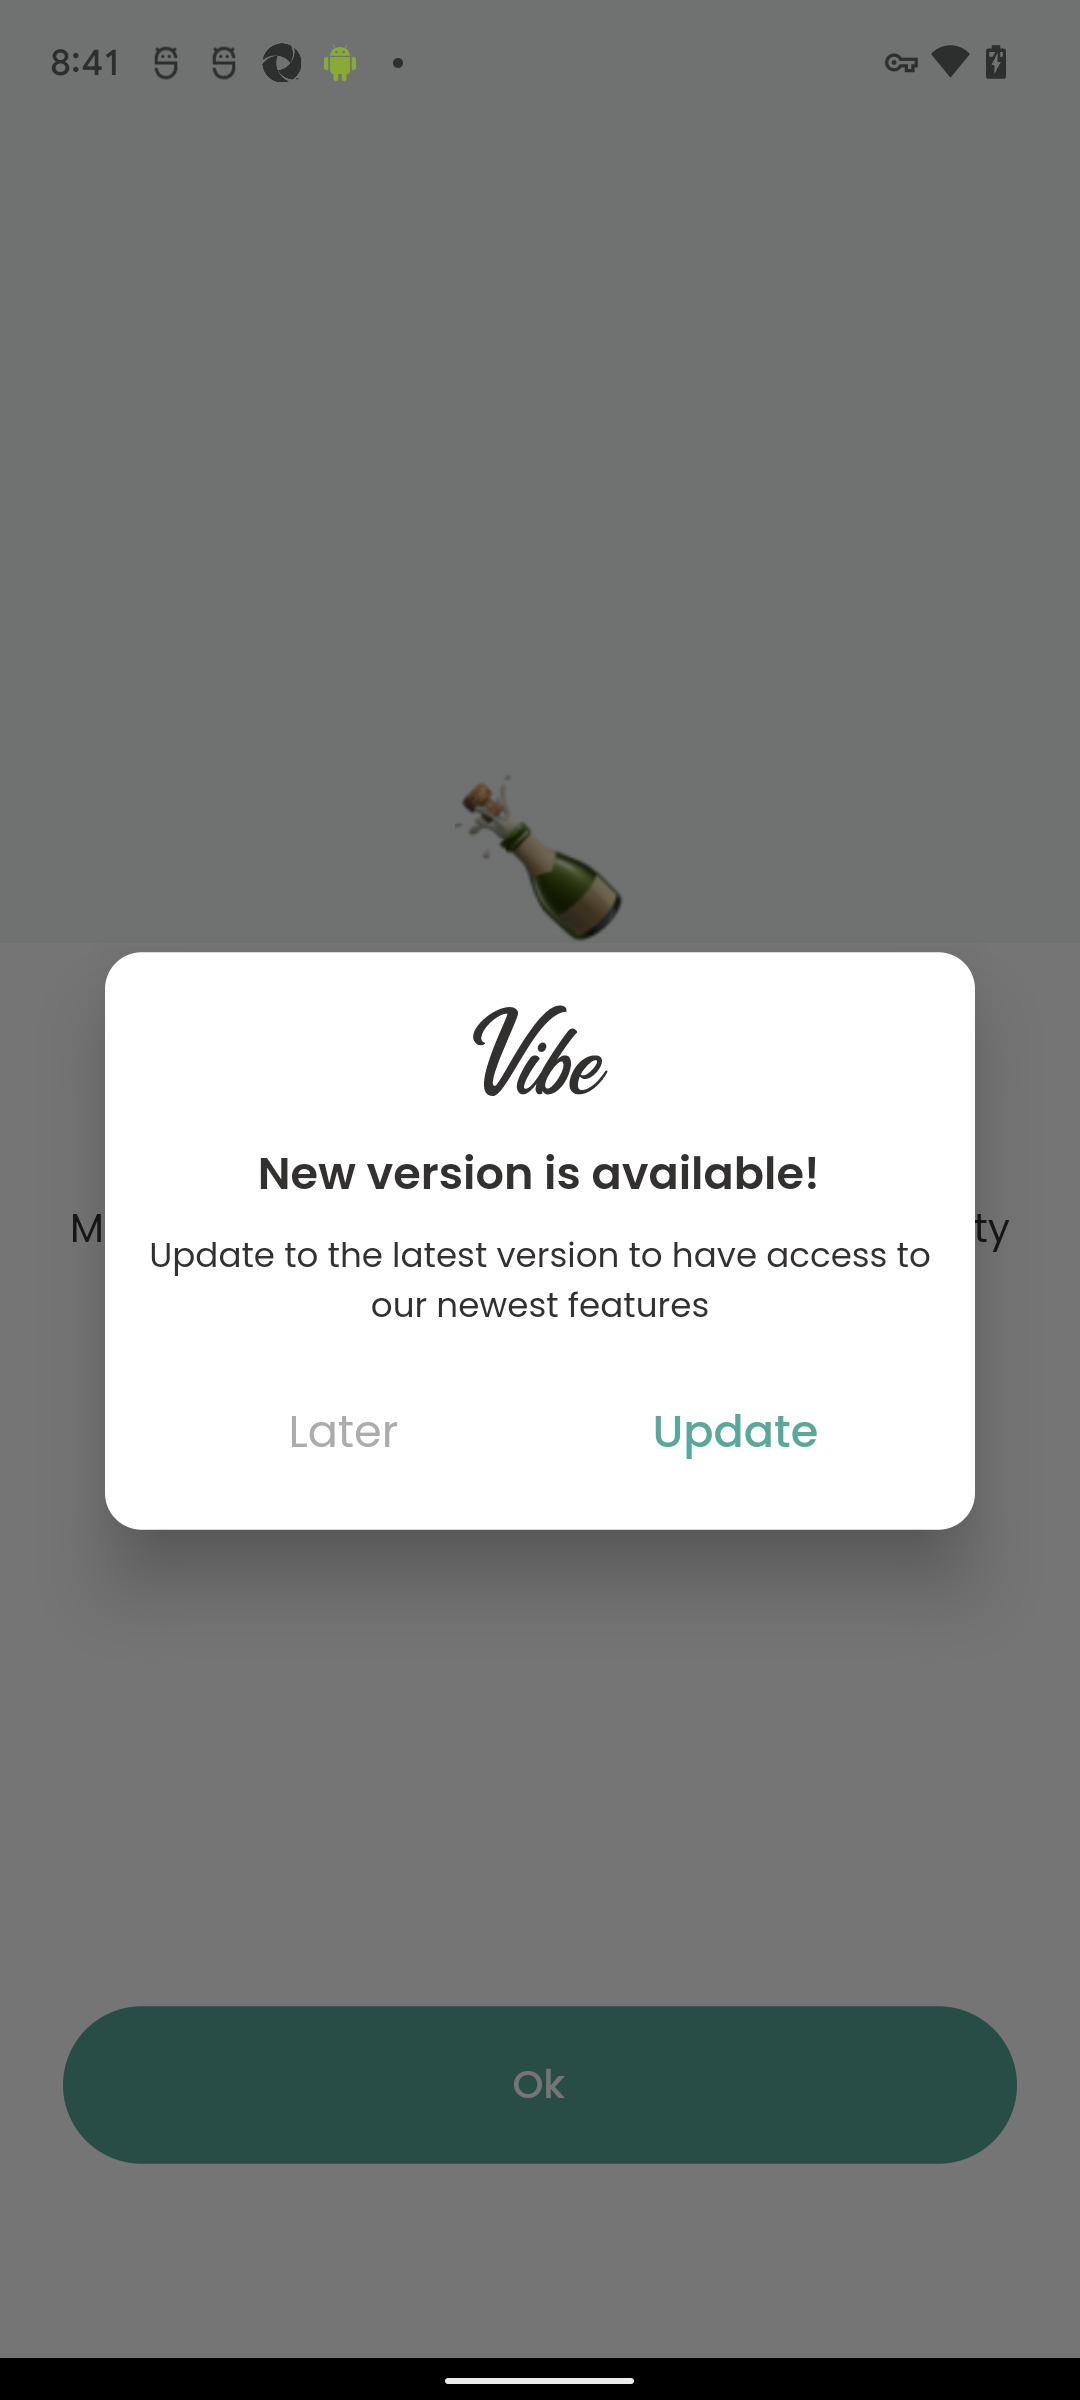 8:41
Vibe
New version is available!
M ty
Update to the latest version to have access to
our newest features
Later Update
Ok